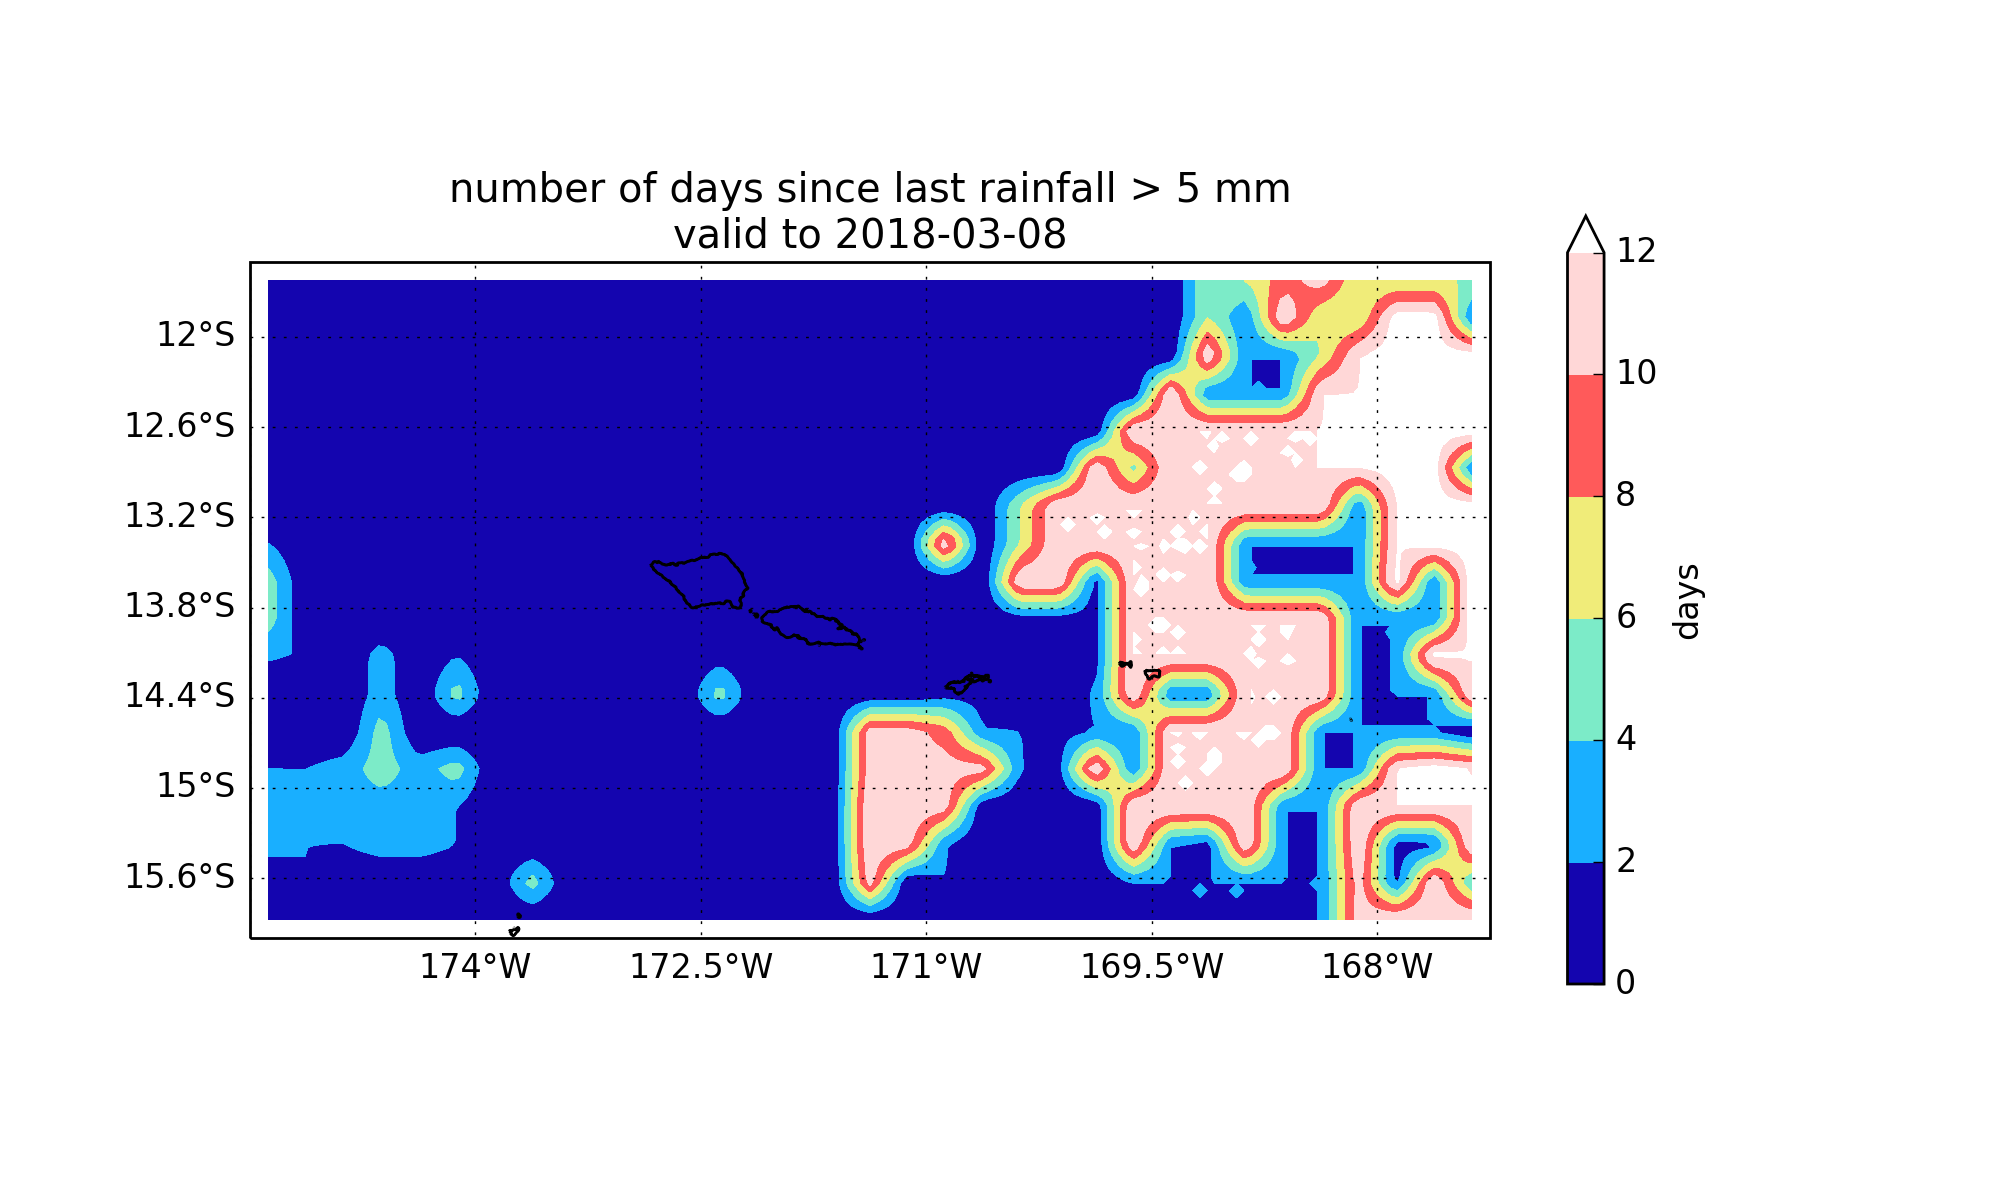 number of days since last rainfall > 5 mm
valid to 2018-03-08
12°S
12.6°S
13.2°S
13.8°S
14.4°S
15°S
15.6°S
174°W
172.5°W
171°W
169.5°W
168°W
12
10
8
6
4
2
0
days